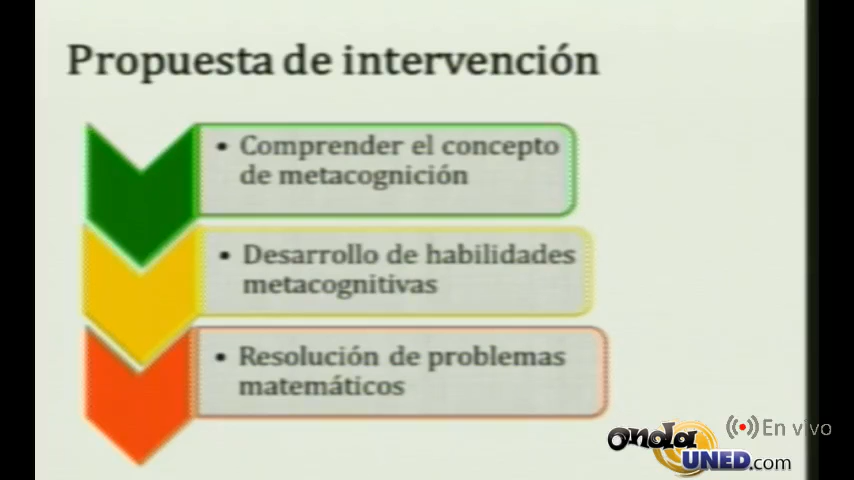 Propuesta de intervención
• Comprender el concepto
de metacognición
• Desarrollo de habilidades
metacognitivas
• Resolución de problemas
matemáticos
En vivo
onda
UNED.com